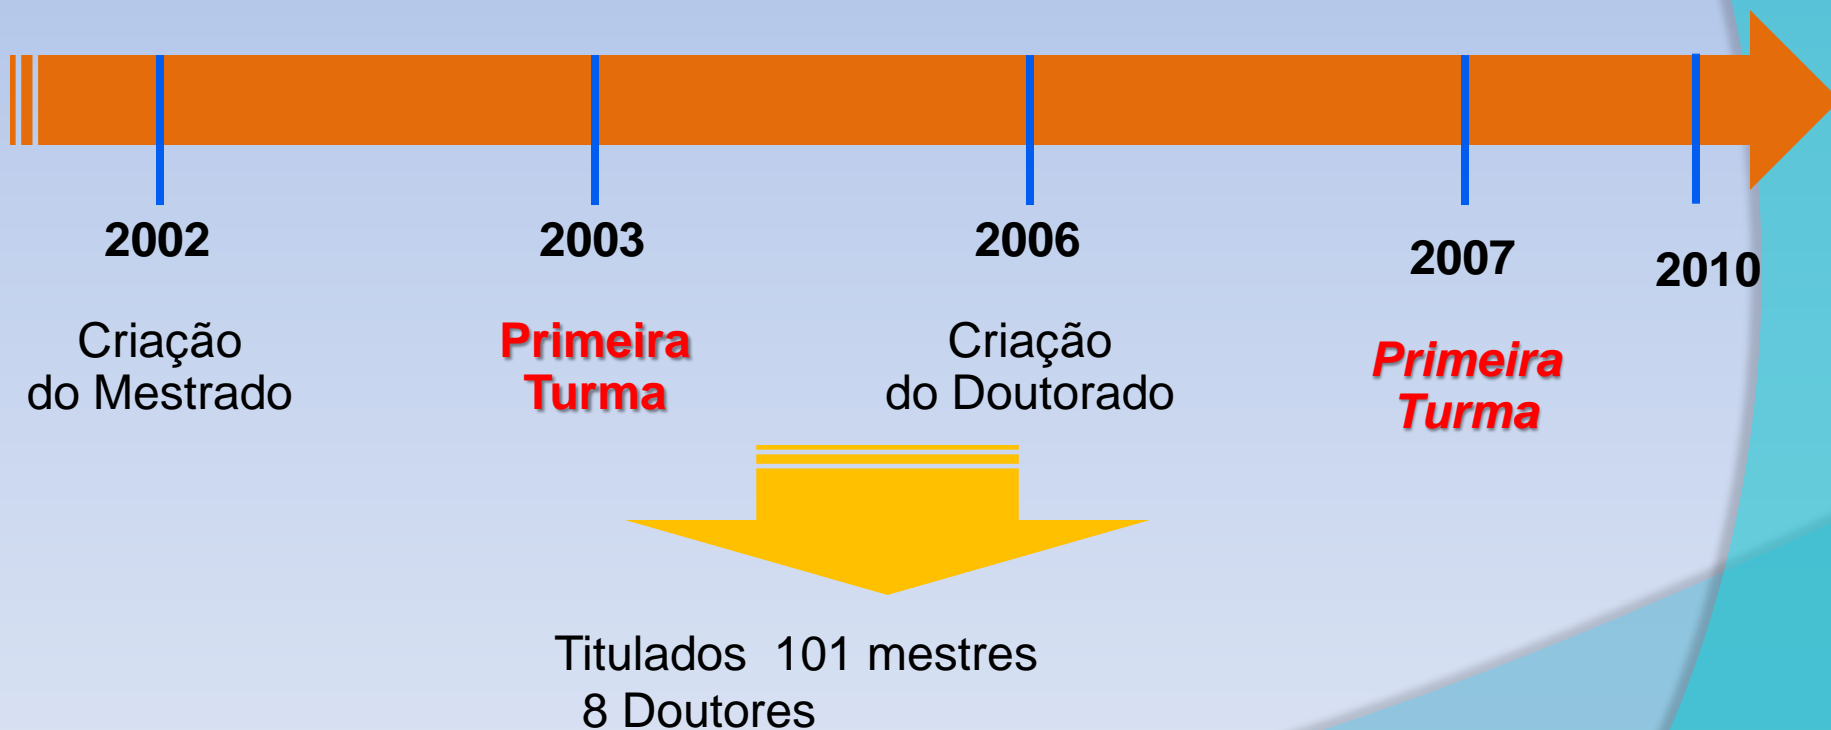 2002
2003
2006
2007
2010
Criação
do Mestrado
Primeira
Turma
Criação
do Doutorado
Primeira
Turma
Titulados 101 mestres
8 Doutores